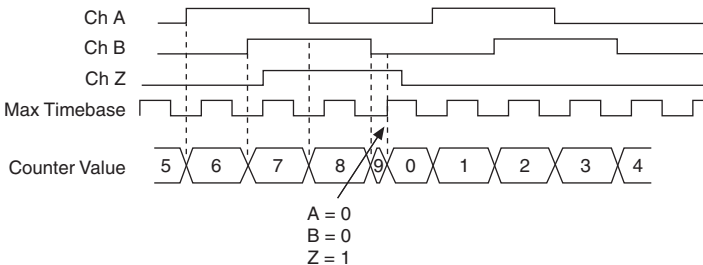 Ch A
Ch B
Ch Z
Max Timebase
Counter Value 5 6 7 8 9 0 1 2 3 4
A = 0
B = 0
Z = 1